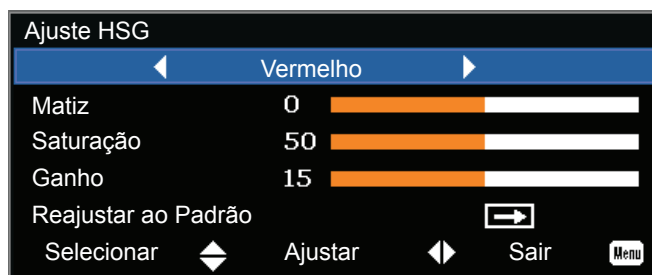 Ajuste HSG
Vermelho
Matiz 0
Saturação 50
Ganho 15
Reajustar ao Padrão
Selecionar Ajustar Sair Menu